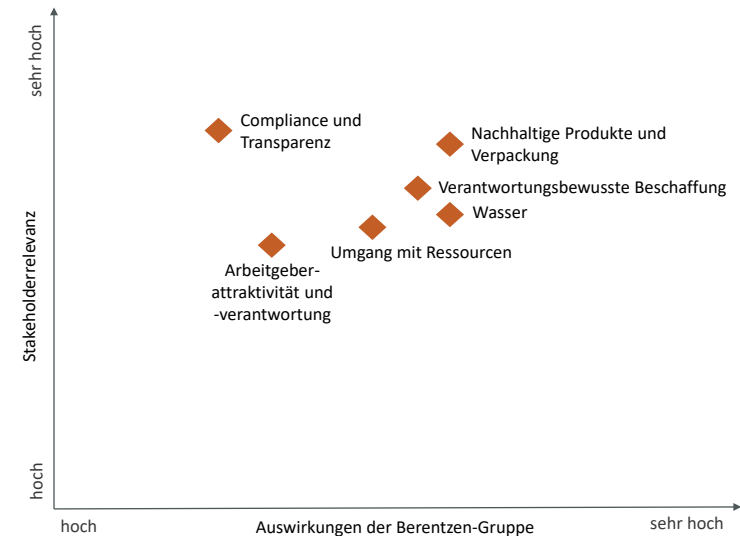 sehr hoch
Compliance und
Transparenz
Nachhaltige Produkte und
Verpackung
Verantwortungsbewusste Beschaffung
Wasser
Umgang mit Ressourcen
Arbeitgeber-
attraktivität und
-verantwortung
Stakeholderrelevanz
hoch
hoch
Auswirkungen der Berentzen-Gruppe
sehr hoch